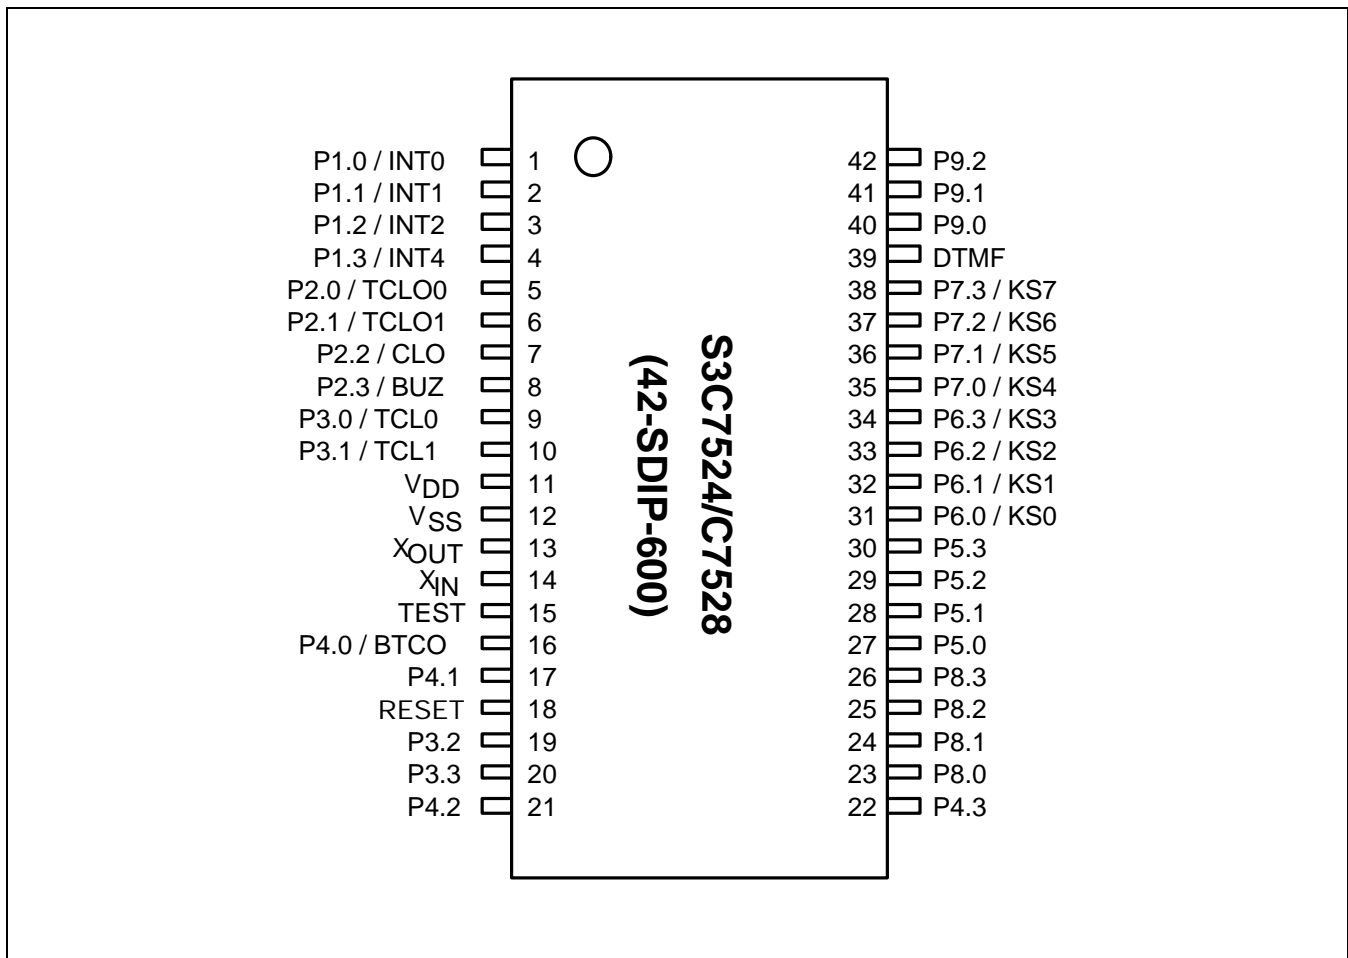 P1.0 / INT0 1 42 P9.2
P1.1 / INT1 2 41 P9.1
P1.2 / INT2 3 40 P9.0
P1.3 / INT4 4 39 DTMF
P2.0 / TCLO0 5 38 P7.3 / KS7
P2.1 / TCLO1 6 37 P7.2 / KS6
P2.2 / CLO 7 36 P7.1 / KS5
P2.3 / BUZ 8 35 P7.0 / KS4
P3.0 / TCL0 9 34 P6.3 / KS3
P3.1 / TCL1 10 33 P6.2 / KS2
VDD 11 32 P6.1 / KS1
VSS 12 31 P6.0 / KS0
XOUT 13 30 P5.3
XIN 14 29 P5.2
TEST 15 28 P5.1
P4.0 / BTCO 16 27 P5.0
P4.1 17 26 P8.3
RESET 18 25 P8.2
P3.2 19 24 P8.1
P3.3 20 23 P8.0
P4.2 21 22 P4.3
S3C7524/C7528
(42-SDIP-600)